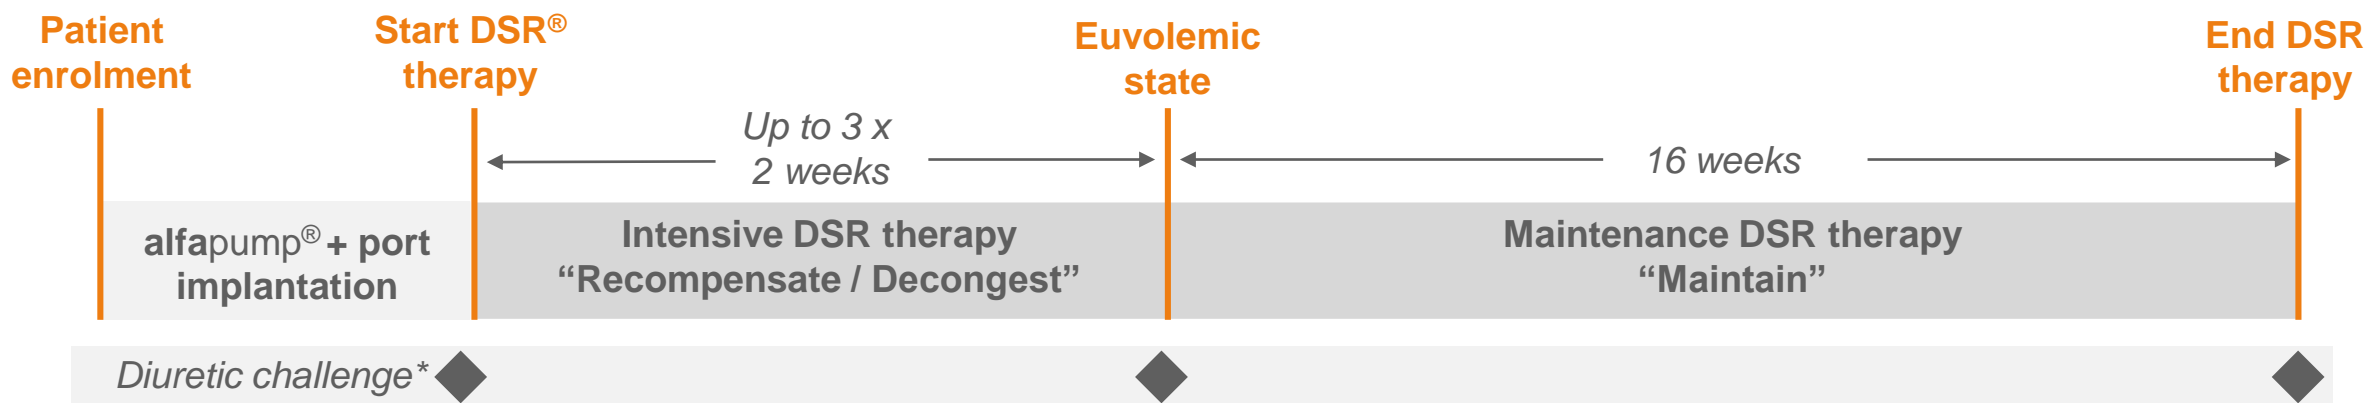 Patient
enrolment
Start DSR®
therapy
Euvolemic
state
End DSR
therapy
Up to 3 x
2 weeks
16 weeks
alfapump® + port
implantation
Intensive DSR therapy
“Recompensate / Decongest”
Maintenance DSR therapy
“Maintain”
Diuretic challenge*